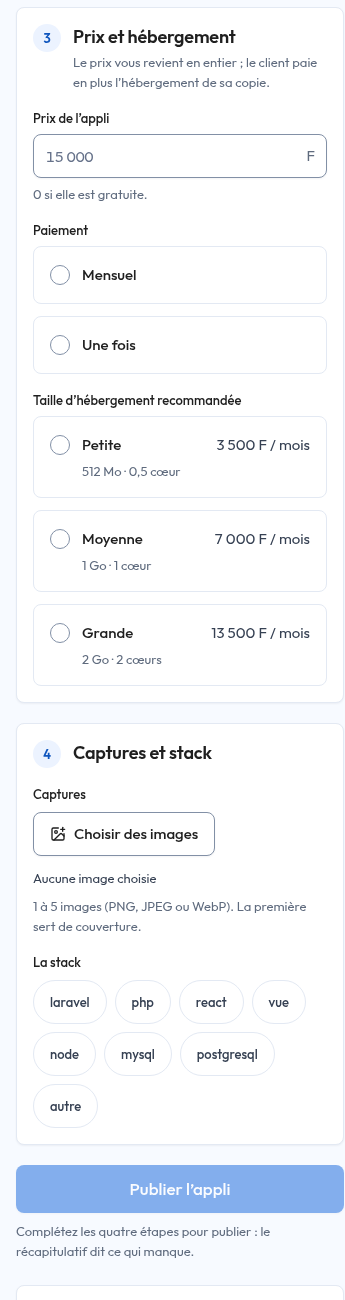 3
Prix et hébergement
Le prix vous revient en entier ; le client paie
en plus l’hébergement de sa copie.
Prix de l’appli
15 000 F
0 si elle est gratuite.
Paiement
Mensuel
Une fois
Taille d’hébergement recommandée
Petite 3 500 F / mois
512 Mo · 0,5 cœur
Moyenne 7 000 F / mois
1 Go · 1 cœur
Grande 13 500 F / mois
2 Go · 2 cœurs
4
Captures et stack
Captures
Choisir des images
Aucune image choisie
1 à 5 images (PNG, JPEG ou WebP). La première
sert de couverture.
La stack
laravel php react vue
node mysql postgresql
autre
Publier l’appli
Complétez les quatre étapes pour publier : le
récapitulatif dit ce qui manque.